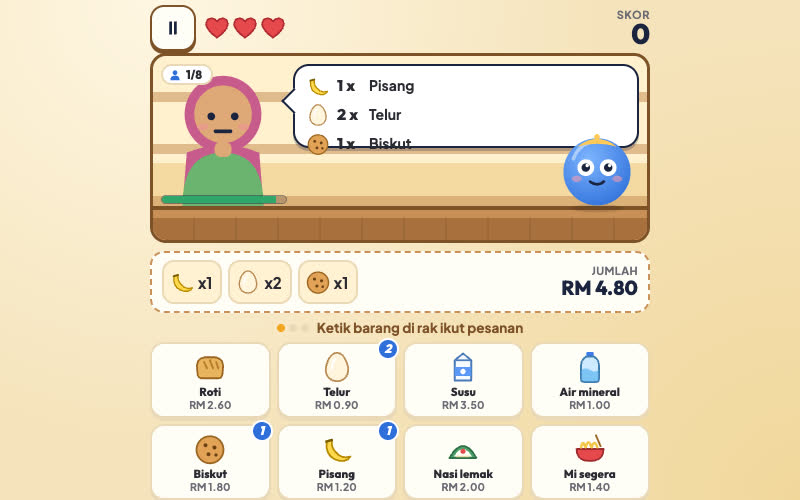 SKOR
0
1/8
1 x Pisang
2 x Telur
1 x Biskut
x1
x2
x1
JUMLAH
RM 4.80
Ketik barang di rak ikut pesanan
2
Roti
RM 2.60
Telur
RM 0.90
Susu
RM 3.50
Air mineral
RM 1.00
1
1
Biskut
RM 1.80
Pisang
RM 1.20
Nasi lemak
RM 2.00
Mi segera
RM 1.40